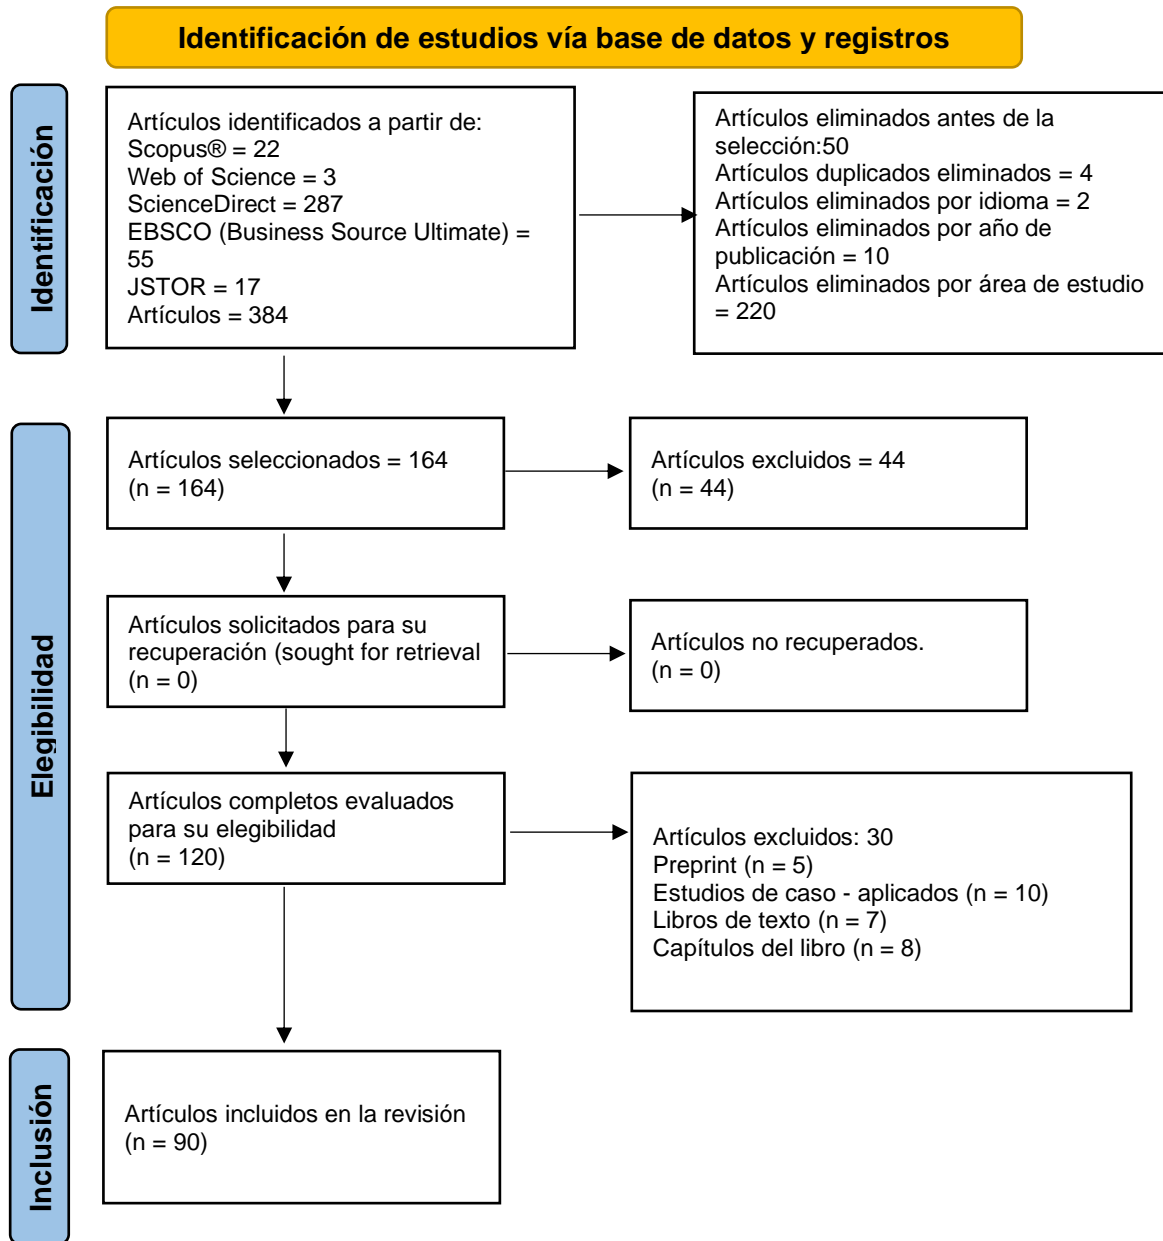 Identificación de estudios vía base de datos y registros
Identificación
Artículos identificados a partir de:
Scopus® = 22
Web of Science = 3
ScienceDirect = 287
EBSCO (Business Source Ultimate) =
55
JSTOR = 17
Artículos = 384
Artículos eliminados antes de la
selección:50
Artículos duplicados eliminados = 4
Artículos eliminados por idioma = 2
Artículos eliminados por año de
publicación = 10
Artículos eliminados por área de estudio
= 220
Elegibilidad
Artículos seleccionados = 164
(n = 164)
Artículos excluidos = 44
(n = 44)
Artículos solicitados para su
recuperación (sought for retrieval
(n = 0)
Artículos no recuperados.
(n = 0)
Artículos completos evaluados
para su elegibilidad
(n = 120)
Artículos excluidos: 30
Preprint (n = 5)
Estudios de caso - aplicados (n = 10)
Libros de texto (n = 7)
Capítulos del libro (n = 8)
Inclusión
Artículos incluidos en la revisión
(n = 90)